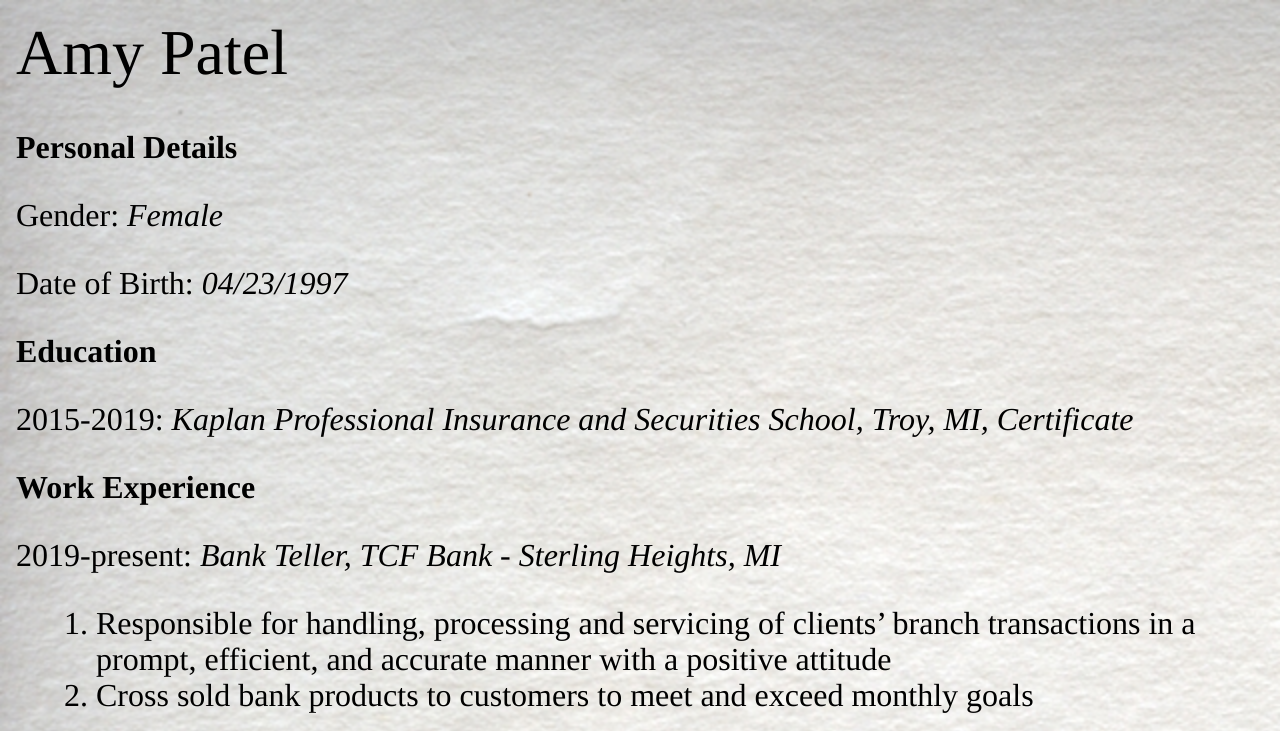 Amy Patel
Personal Details
Gender: Female
Date of Birth: 04/23/1997
Education
2015-2019: Kaplan Professional Insurance and Securities School, Troy, MI, Certificate
Work Experience
2019-present: Bank Teller, TCF Bank - Sterling Heights, MI
1. Responsible for handling, processing and servicing of clients’ branch transactions in a
prompt, efficient, and accurate manner with a positive attitude
2. Cross sold bank products to customers to meet and exceed monthly goals